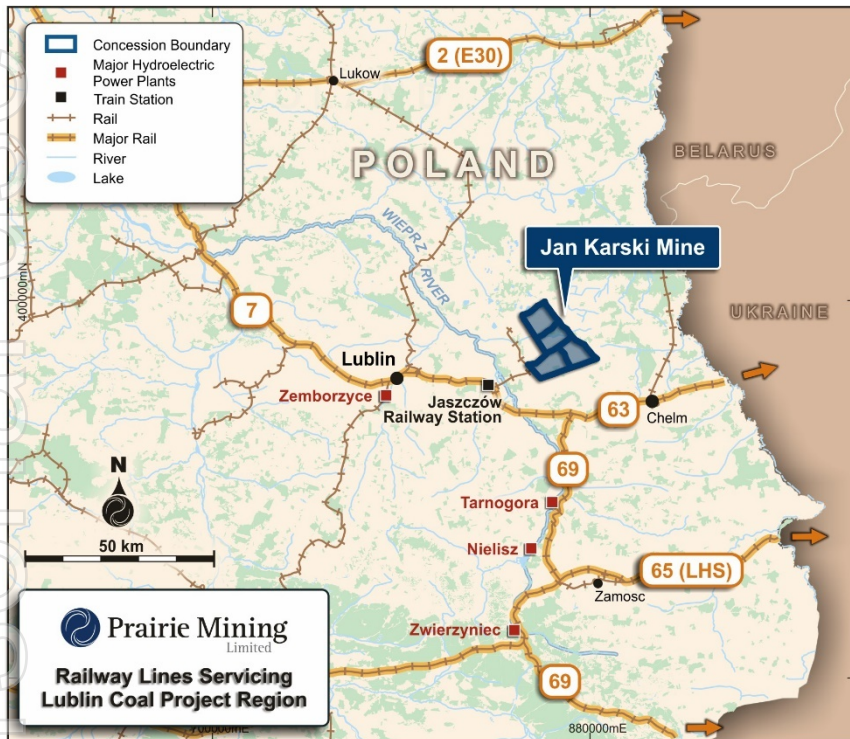 Concession Boundary
Major Hydroelectric
Power Plants
Train Station
Rail
Major Rail
River
Lake
2 (E30)
Lukow
POLAND
BELARUS
WIEPRZ RIVER
Jan Karski Mine
UKRAINE
400000mN
7
Lublin
Zemborzyce
Jaszczów
Railway Station
63
Chelm
69
N
50 km
Tarnogora
Nielisz
65 (LHS)
Zamosc
Zwierzyniec
69
Prairie Mining
Limited
Railway Lines Servicing
Lublin Coal Project Region
880000mE